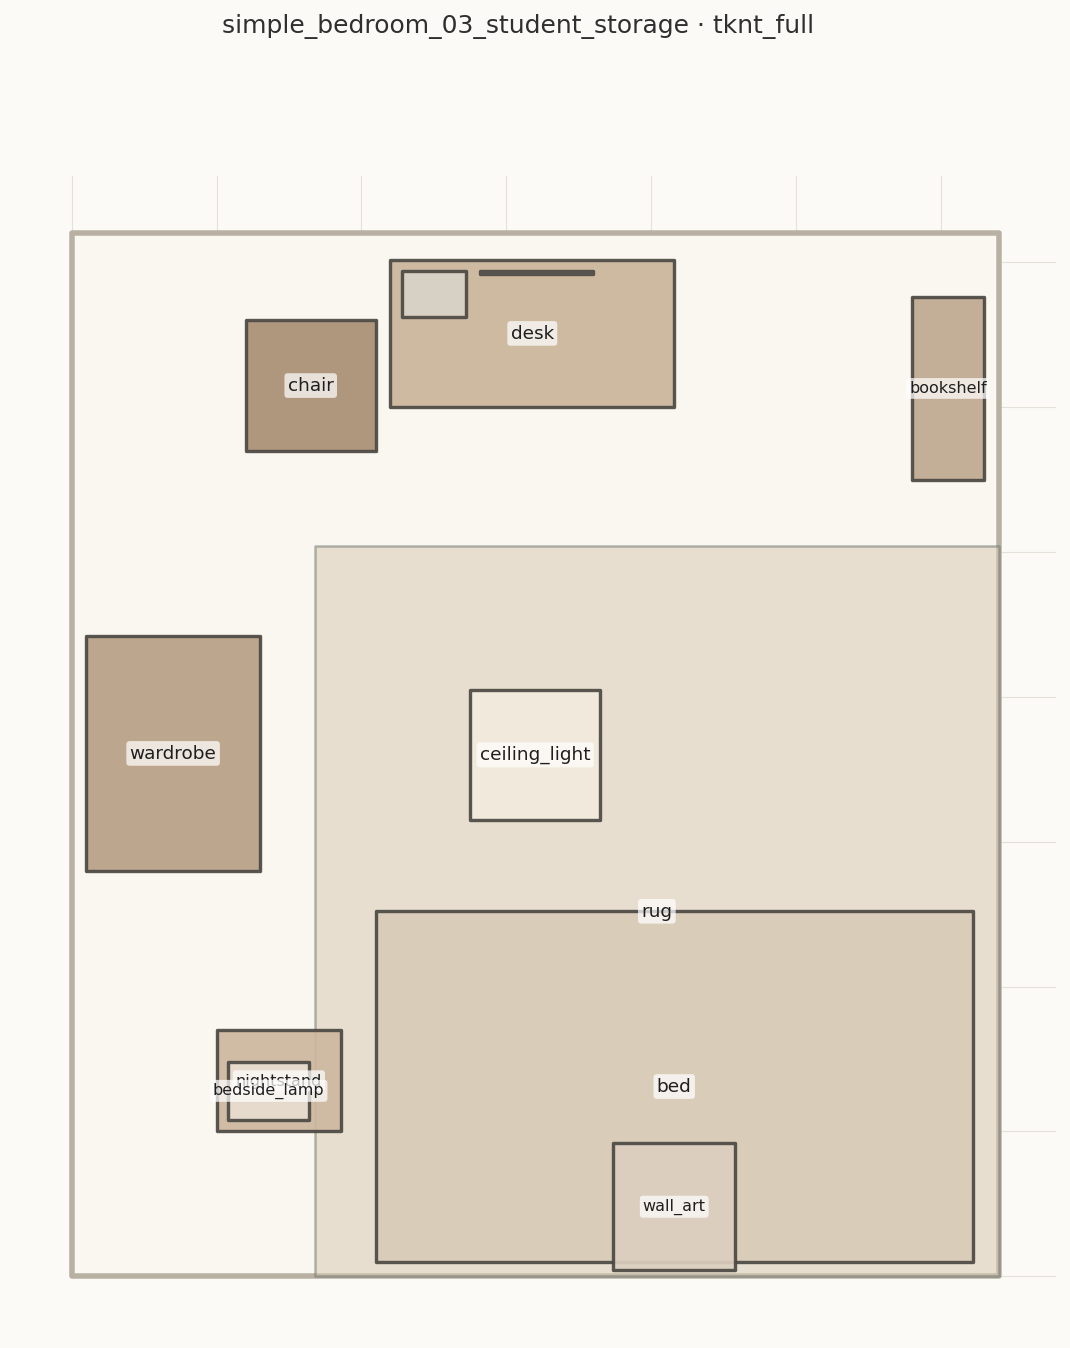 simple_bedroom_03_student_storage · tknt_full
desk
chair
bookshelf
wardrobe
ceiling_light
rug
nightstand
bedside_lamp
bed
wall_art